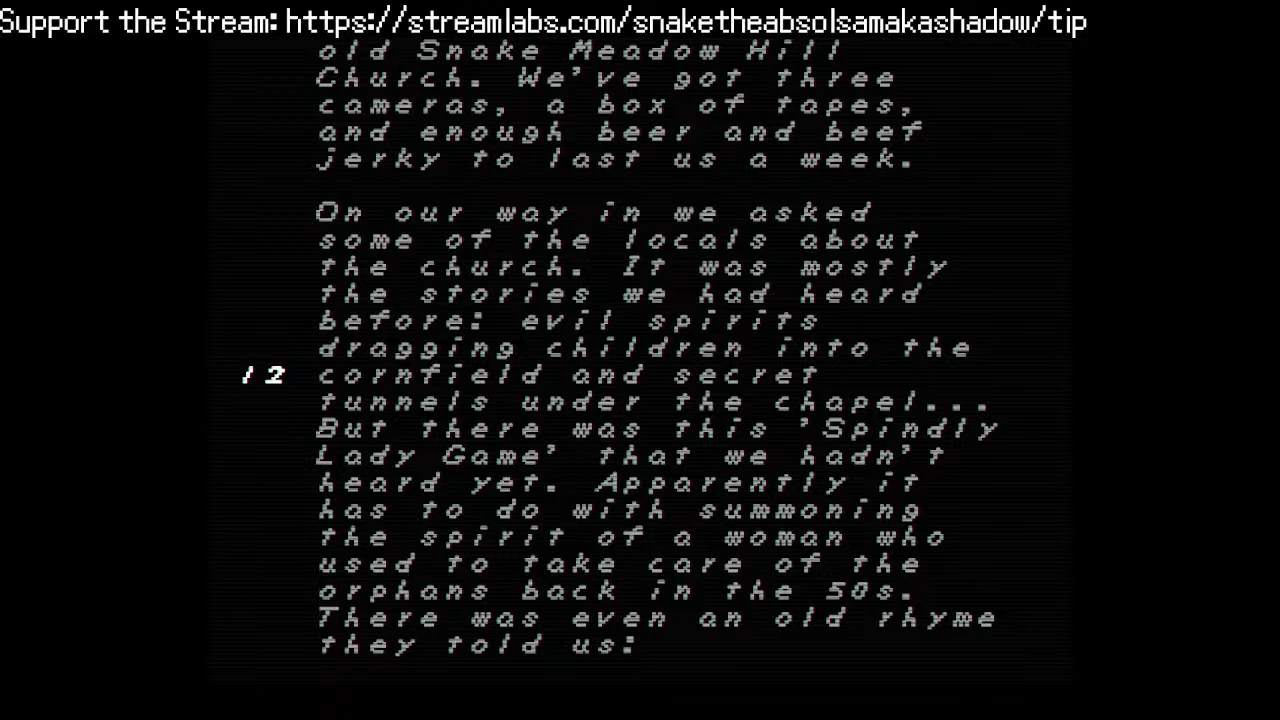 Support the Stream: https://streamlabs.com/snaketheabsolsamakashadow/tip
old Snake Meadow Hill
Church. We've got three
cameras, a box of tapes,
and enough beer and beef
jerky to last us a week.
On our way in we asked
some of the locals about
the church. It was mostly
the stories we had heard
before: evil spirits
dragging children into the
12 cornfield and secret
tunnels under the chapel...
But there was this 'Spindly
Lady Game' that we hadn't
heard yet. Apparently it
has to do with summoning
the spirit of a woman who
used to take care of the
orphans back in the 50s.
There was even an old rhyme
they told us: